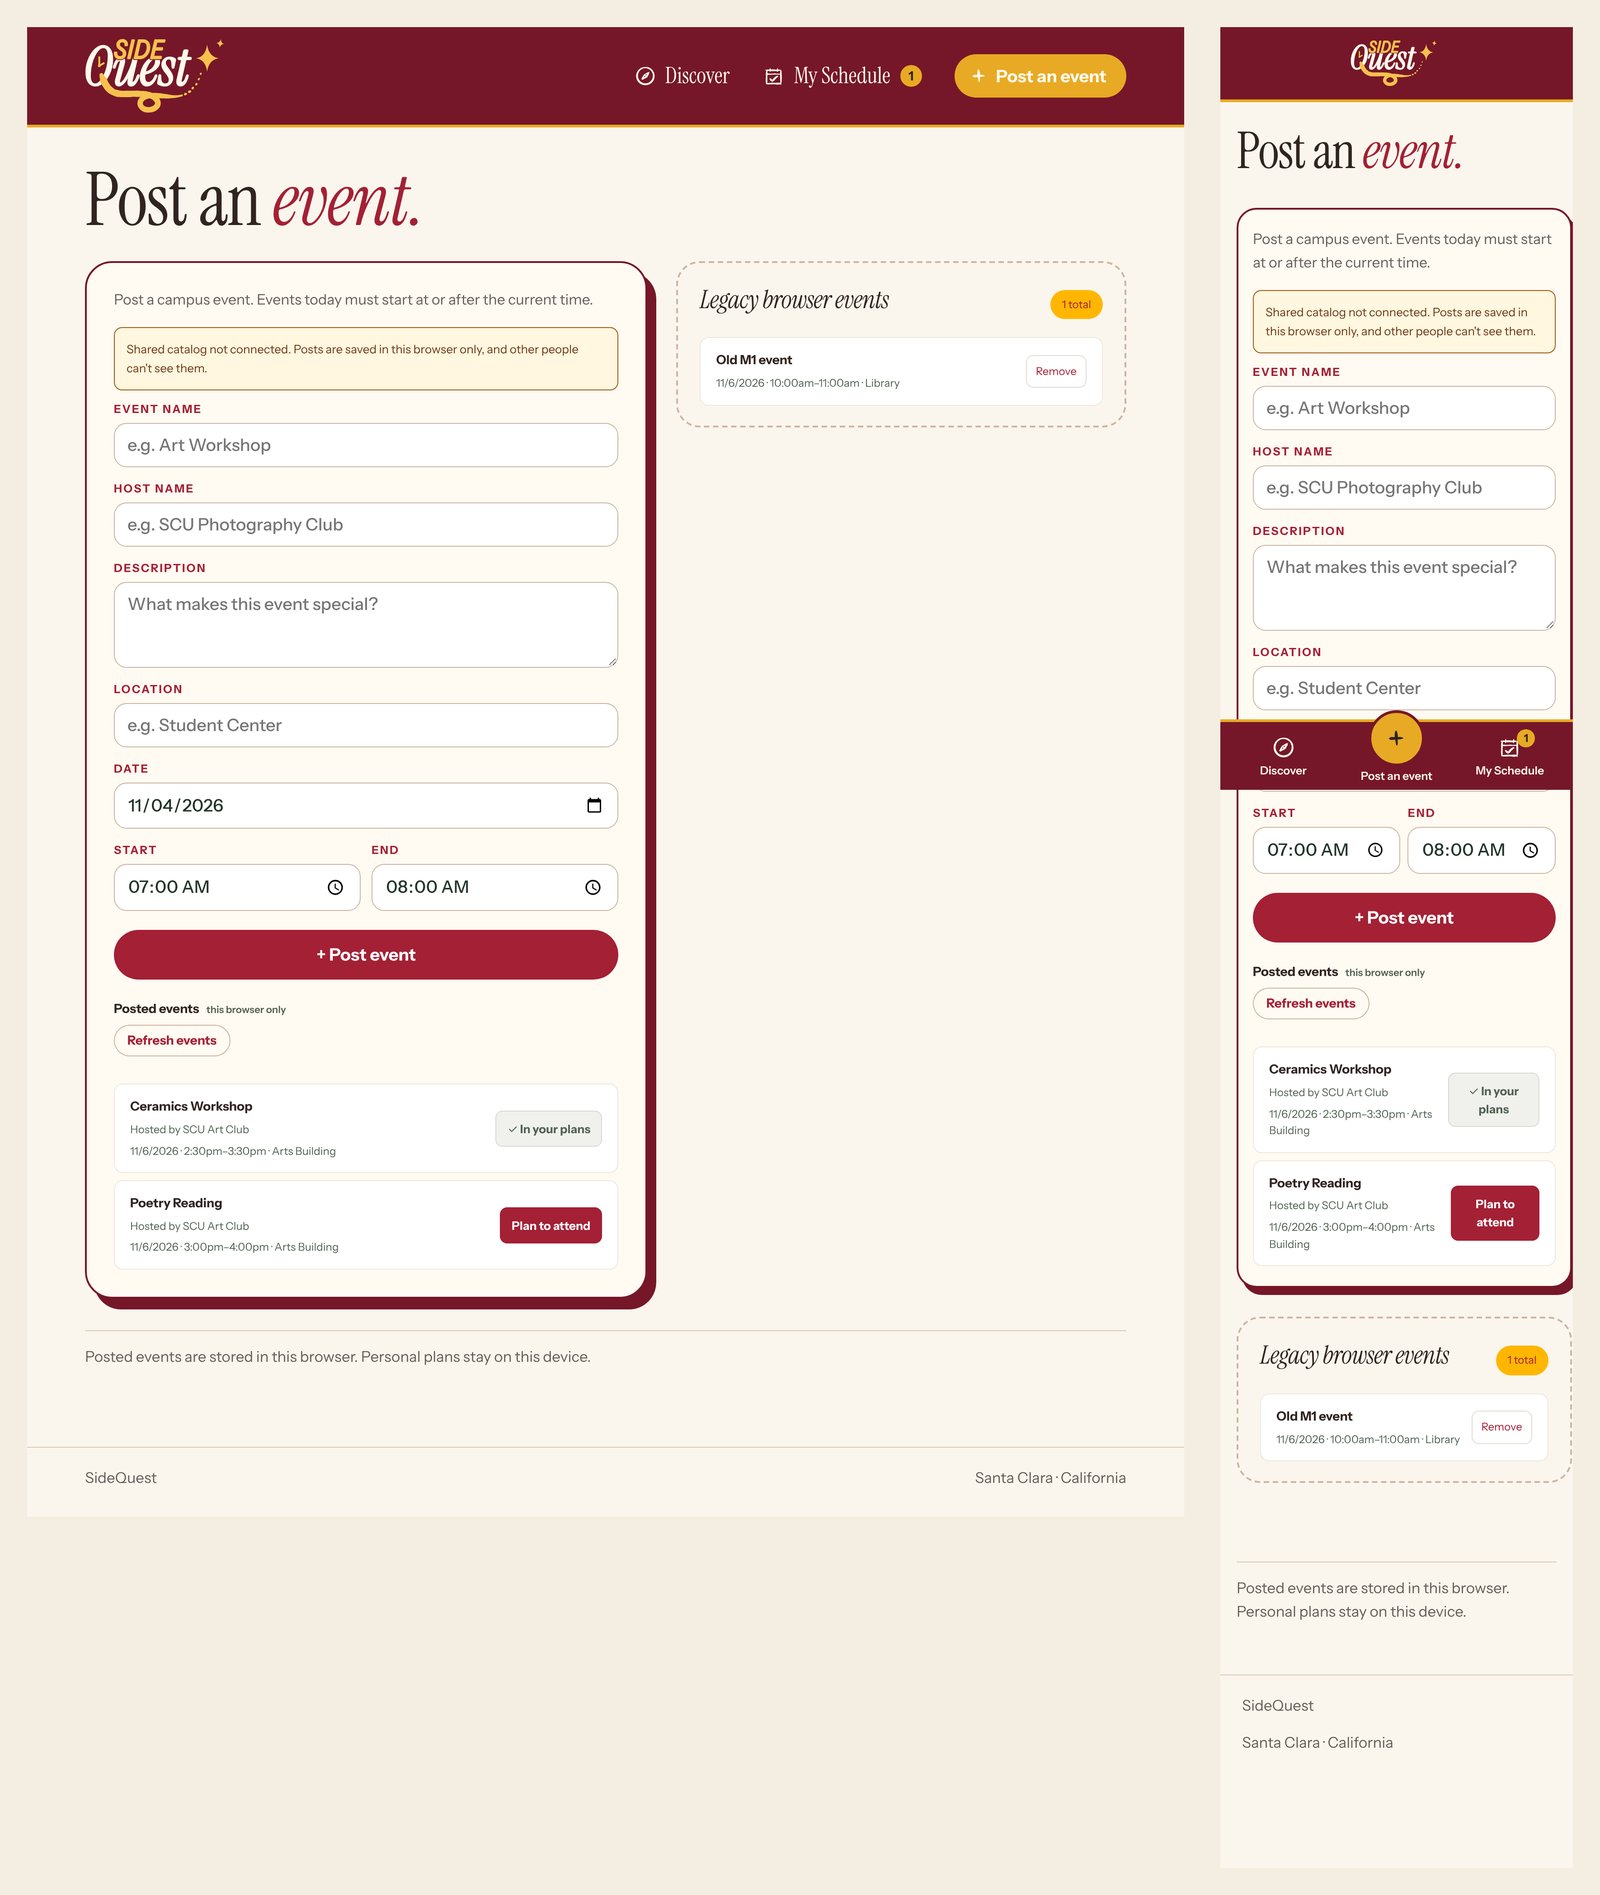 SIDE
Quest
Discover
My Schedule
1
+ Post an event
Post an event.
Post a campus event. Events today must start at or after the current time.
Shared catalog not connected. Posts are saved in this browser only, and other people
can't see them.
EVENT NAME
e.g. Art Workshop
HOST NAME
e.g. SCU Photography Club
DESCRIPTION
What makes this event special?
LOCATION
e.g. Student Center
DATE
11/04/2026
START
END
07:00 AM
08:00 AM
+ Post event
Posted events this browser only
Refresh events
Ceramics Workshop
Hosted by SCU Art Club
11/6/2026 · 2:30pm–3:30pm · Arts Building
✓ In your plans
Poetry Reading
Hosted by SCU Art Club
11/6/2026 · 3:00pm–4:00pm · Arts Building
Plan to attend
Legacy browser events
1 total
Old M1 event
11/6/2026 · 10:00am–11:00am · Library
Remove
Posted events are stored in this browser. Personal plans stay on this device.
SideQuest
Santa Clara · California
SIDE
Quest
Post an event.
Post a campus event. Events today must start
at or after the current time.
Shared catalog not connected. Posts are saved in
this browser only, and other people can't see them.
EVENT NAME
e.g. Art Workshop
HOST NAME
e.g. SCU Photography Club
DESCRIPTION
What makes this event special?
LOCATION
e.g. Student Center
Discover
+
Post an event
1
My Schedule
START
END
07:00 AM
08:00 AM
+ Post event
Posted events this browser only
Refresh events
Ceramics Workshop
Hosted by SCU Art Club
11/6/2026 · 2:30pm–3:30pm · Arts
Building
✓ In your
plans
Poetry Reading
Hosted by SCU Art Club
11/6/2026 · 3:00pm–4:00pm · Arts
Building
Plan to
attend
Legacy browser events
1 total
Old M1 event
11/6/2026 · 10:00am–11:00am · Library
Remove
Posted events are stored in this browser.
Personal plans stay on this device.
SideQuest
Santa Clara · California